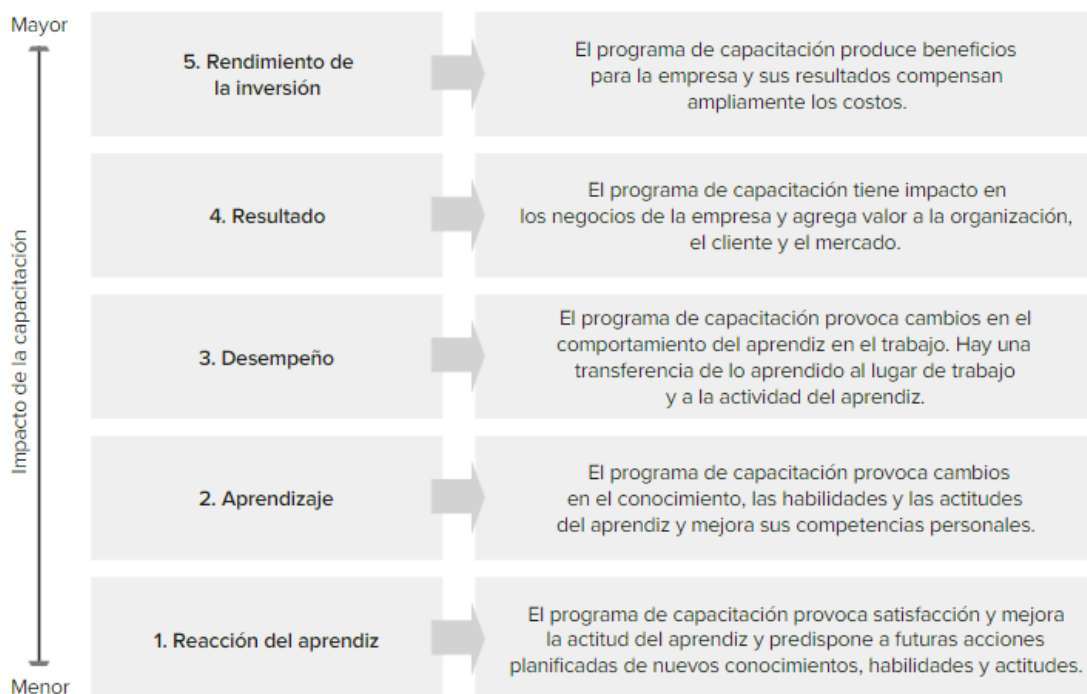 Mayor
Impacto de la capacitación
5. Rendimiento de
la inversión
El programa de capacitación produce beneficios
para la empresa y sus resultados compensan
ampliamente los costos.
4. Resultado
El programa de capacitación tiene impacto en
los negocios de la empresa y agrega valor a la organización,
el cliente y el mercado.
3. Desempeño
El programa de capacitación provoca cambios en el
comportamiento del aprendiz en el trabajo. Hay una
transferencia de lo aprendido al lugar de trabajo
y a la actividad del aprendiz.
2. Aprendizaje
El programa de capacitación provoca cambios
en el conocimiento, las habilidades y las actitudes
del aprendiz y mejora sus competencias personales.
1. Reacción del aprendiz
El programa de capacitación provoca satisfacción y mejora
la actitud del aprendiz y predispone a futuras acciones
planificadas de nuevos conocimientos, habilidades y actitudes.
Menor